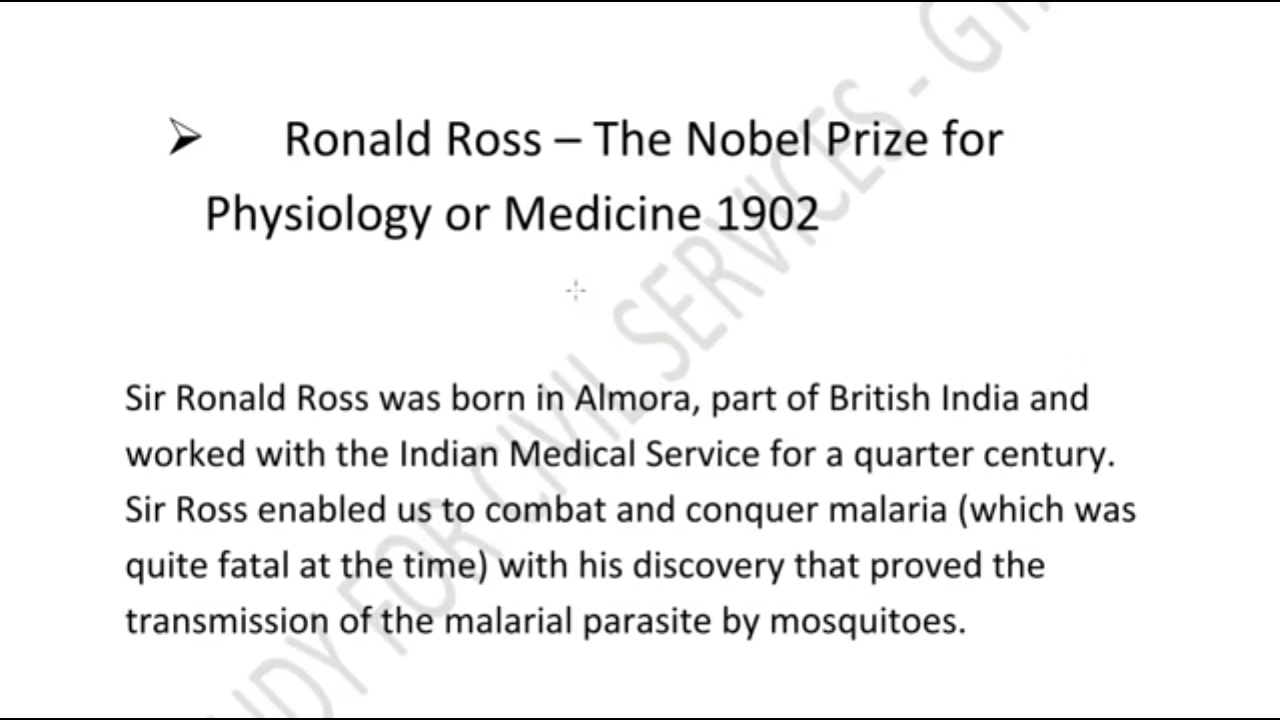 ➢ Ronald Ross – The Nobel Prize for
Physiology or Medicine 1902
Sir Ronald Ross was born in Almora, part of British India and
worked with the Indian Medical Service for a quarter century.
Sir Ross enabled us to combat and conquer malaria (which was
quite fatal at the time) with his discovery that proved the
transmission of the malarial parasite by mosquitoes.
FOR CIVIL SERVICES -